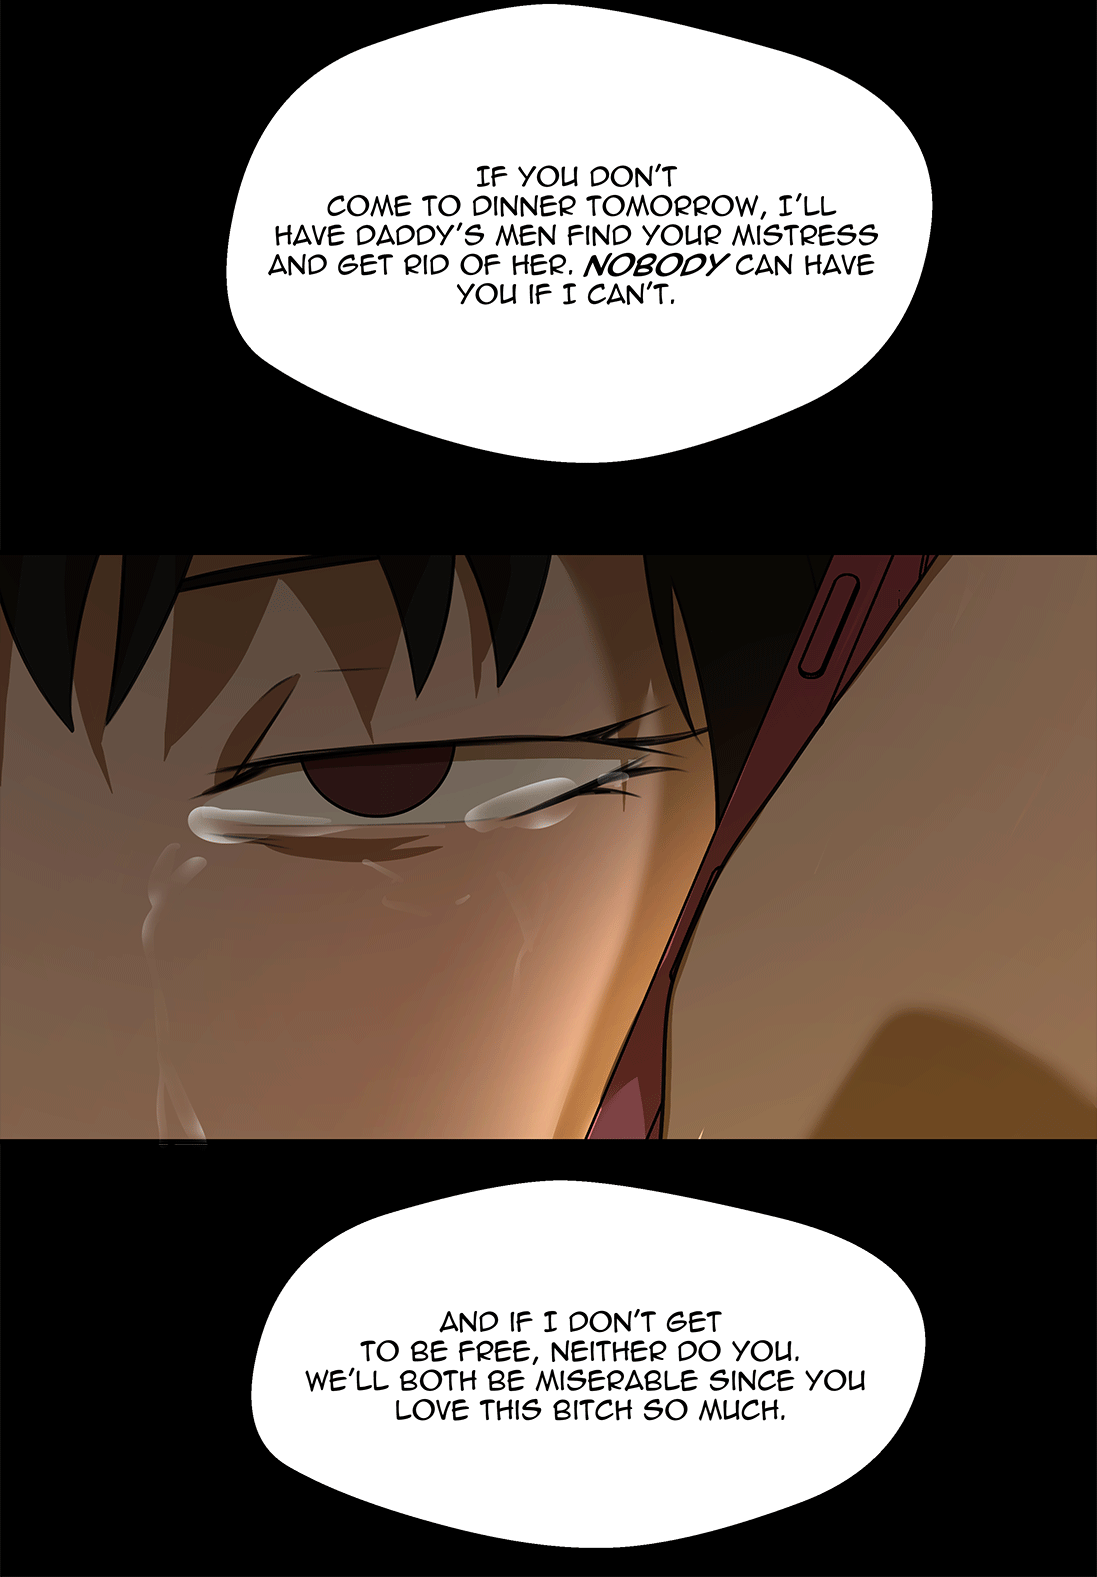 IF YOU DON'T
COME TO DINNER TOMORROW, I'LL
HAVE DADDY'S MEN FIND YOUR MISTRESS
AND GET RID OF HER. NOBODY CAN HAVE
YOU IF I CAN'T.
AND IF I DON'T GET
TO BE FREE, NEITHER DO YOU.
WE'LL BOTH BE MISERABLE SINCE YOU
LOVE THIS BITCH SO MUCH.